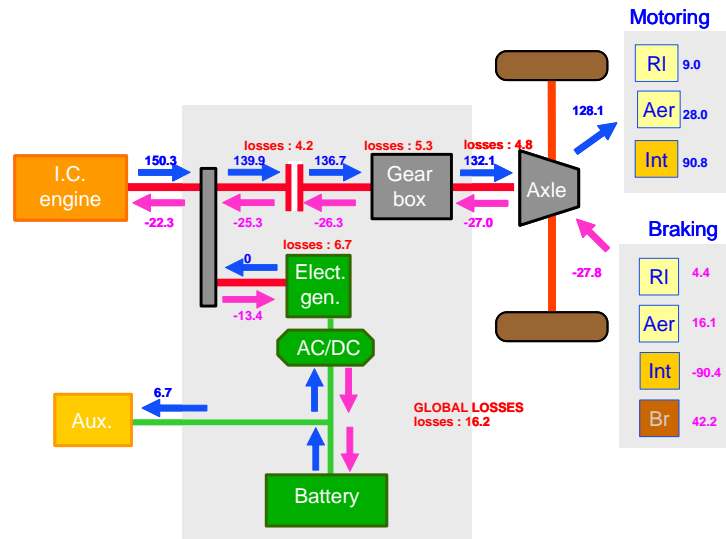 Motoring
Rl 9.0
losses : 4.2
losses : 5.3
losses : 4.8
128.1
Aer 28.0
150.3
139.9
136.7
132.1
Int 90.8
I.C.
engine
Gear
box
Axle
-22.3
-25.3
-26.3
-27.0
Braking
losses : 6.7
0
Elect.
gen.
-27.8
Rl 4.4
-13.4
Aer 16.1
AC/DC
Int -90.4
6.7
Aux.
GLOBAL LOSSES
losses : 16.2
Br 42.2
Battery